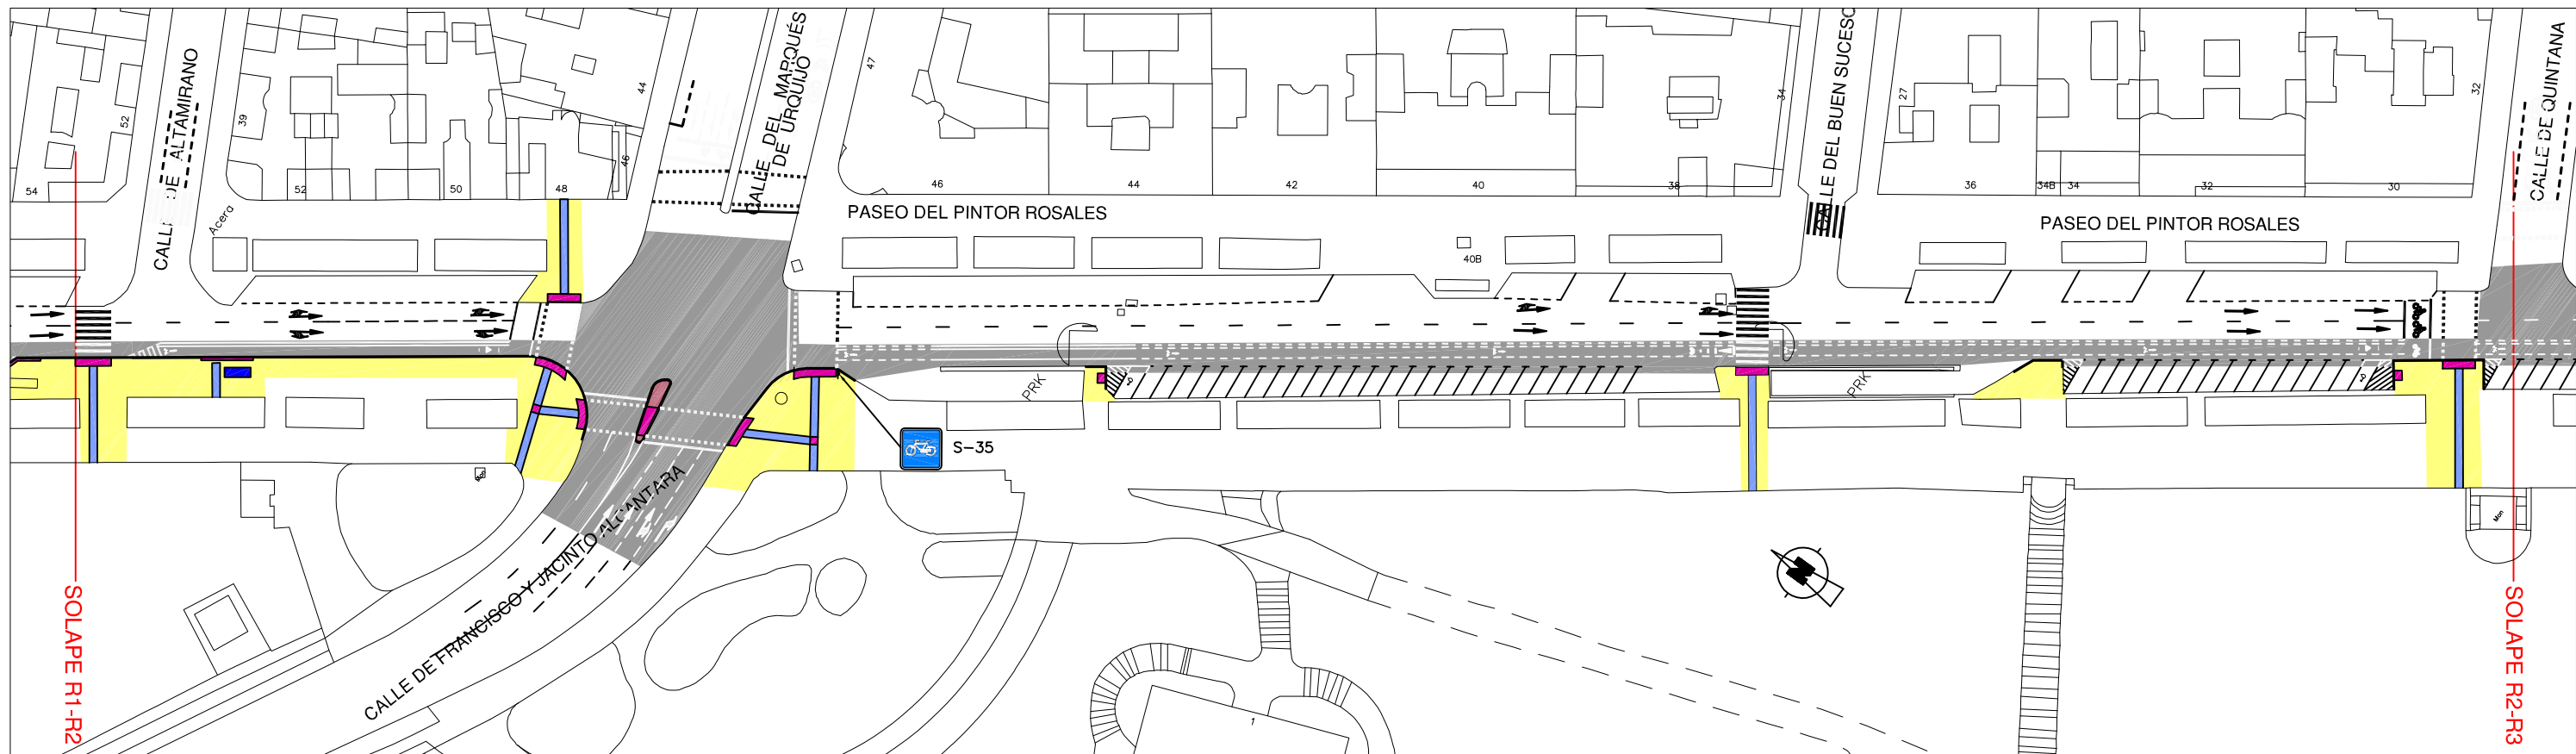 CALLE DE ALTAMIRANO
CALLE DEL MARQUÉS
DE URQUIJO
CALLE DEL BUEN SUCESO
CALLE DE QUINTANA
54
52
39
52
50
48
44
46
47
46
44
42
40
38
34
27
36
34B
34
32
30
32
Acera
PASEO DEL PINTOR ROSALES
PASEO DEL PINTOR ROSALES
40B
PRK
PRK
S-35
CALLE DE FRANCISCO Y JACINTO ALCANTARA
N
Mon
1
SOLAPE R1-R2
SOLAPE R2-R3